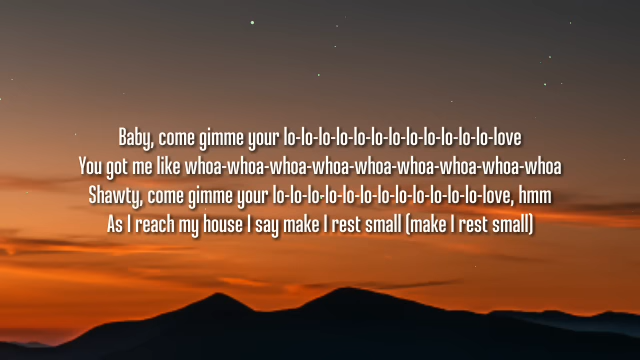 Baby, come gimme your lo-lo-lo-lo-lo-lo-lo-lo-lo-lo-lo-lo-love
You got me like whoa-whoa-whoa-whoa-whoa-whoa-whoa-whoa-whoa
Shawty, come gimme your lo-lo-lo-lo-lo-lo-lo-lo-lo-lo-lo-lo-love, hmm
As I reach my house I say make I rest small (make I rest small)